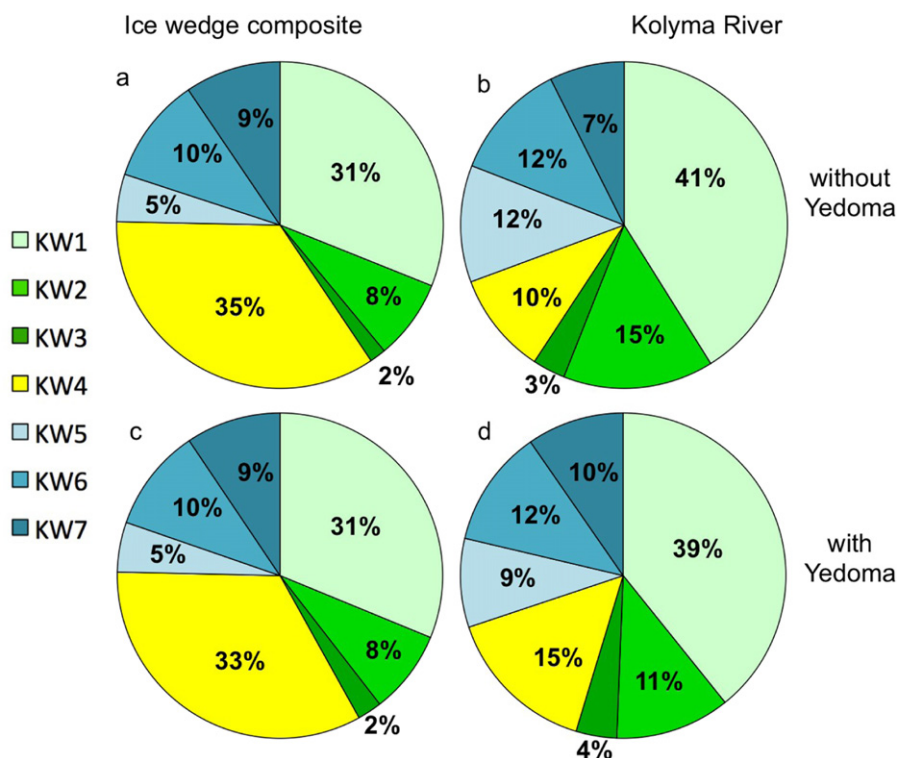 Ice wedge composite
Kolyma River
a
9%
10%
5%
31%
35%
8%
2%
b
7%
12%
12%
41%
10%
15%
3%
without
Yedoma
KW1
KW2
KW3
KW4
KW5
KW6
KW7
c
9%
10%
5%
31%
33%
8%
2%
d
10%
12%
9%
39%
15%
11%
4%
with
Yedoma